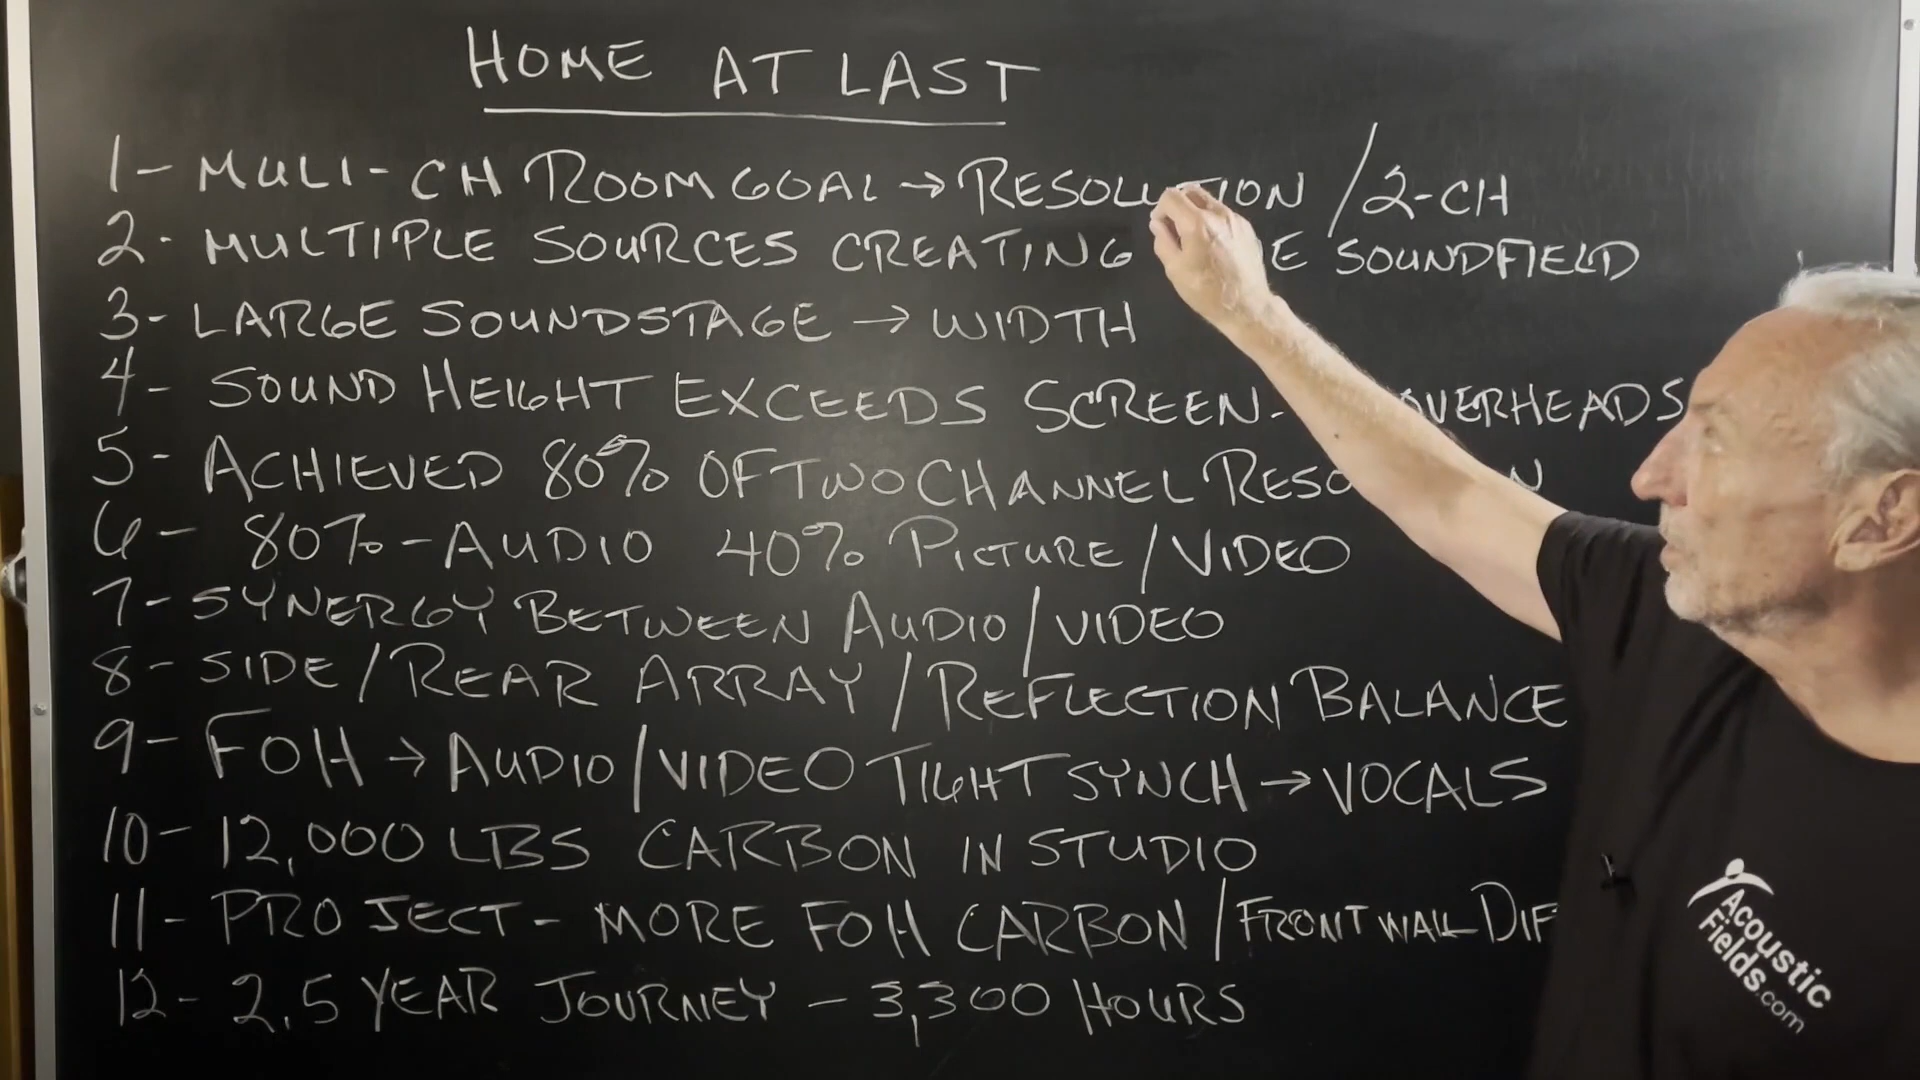 HOME AT LAST
1- MULI-CH ROOM GOAL → RESOLUTION / 2-CH
2- MULTIPLE SOURCES CREATING SOUNDFIELD
3- LARGE SOUNDSTAGE → WIDTH
4- SOUND HEIGHT EXCEEDS SCREEN- OVERHEADS
5- ACHIEVED 80% OF TWO CHANNEL
6- 80% - AUDIO 40% PICTURE / VIDEO
7- SYNERGY BETWEEN AUDIO / VIDEO
8- SIDE / REAR ARRAY / REFLECTION BALANCE
9- FOH → AUDIO / VIDEO TIGHT SYNCH → VOCALS
10- 12,000 LBS CARBON IN STUDIO
11- PROJECT - MORE FOH CARBON / FRONT WALL DIF
12- 2.5 YEAR JOURNEY - 3,300 HOURS
Acoustic
Fields.com